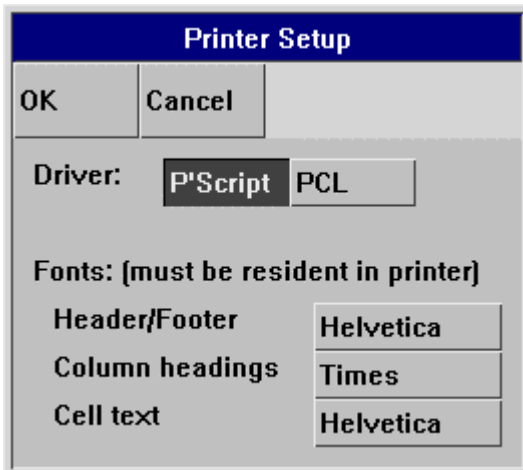 Printer Setup
OK Cancel
Driver: P'Script PCL
Fonts: (must be resident in printer)
Header/Footer Helvetica
Column headings Times
Cell text Helvetica